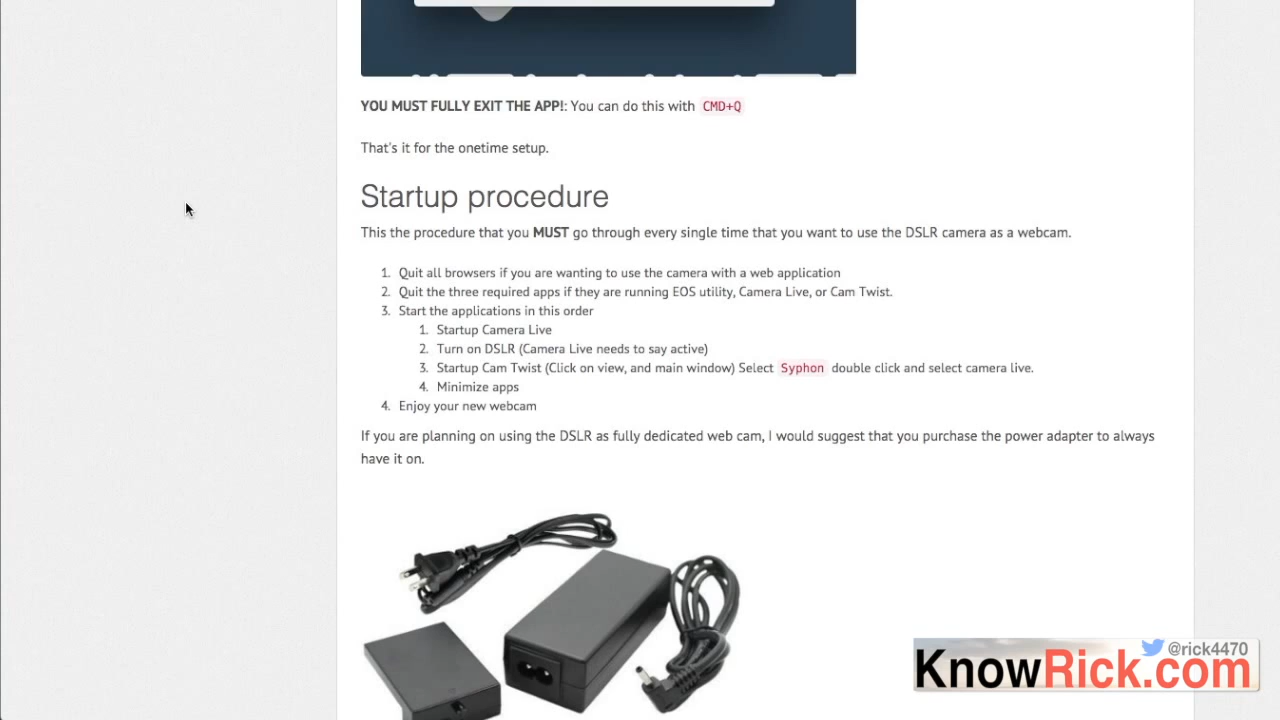 YOU MUST FULLY EXIT THE APP!: You can do this with CMD+Q
That's it for the onetime setup.
Startup procedure
This the procedure that you MUST go through every single time that you want to use the DSLR camera as a webcam.
1. Quit all browsers if you are wanting to use the camera with a web application
2. Quit the three required apps if they are running EOS utility, Camera Live, or Cam Twist.
3. Start the applications in this order
1. Startup Camera Live
2. Turn on DSLR (Camera Live needs to say active)
3. Startup Cam Twist (Click on view, and main window) Select Syphon double click and select camera live.
4. Minimize apps
4. Enjoy your new webcam
If you are planning on using the DSLR as fully dedicated web cam, I would suggest that you purchase the power adapter to always
have it on.
@rick4470
KnowRick.com